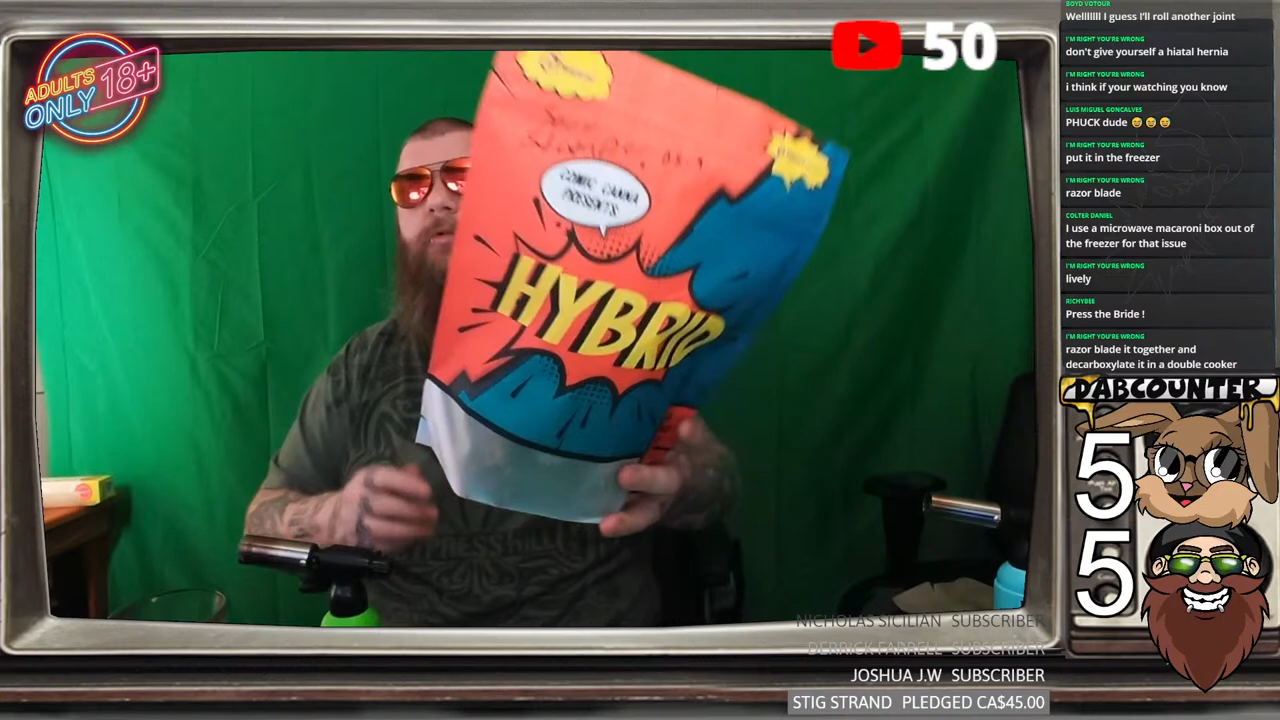 ADULTS
ONLY 18+
50
COMIC CANNA
PRESENTS
HYBRID
BOYD VOTOUR
Welllllll I guess I'll roll another joint
I'M RIGHT YOU'RE WRONG
don't give yourself a hiatal hernia
I'M RIGHT YOU'RE WRONG
i think if your watching you know
LUIS MIGUEL GONCALVES
PHUCK dude 😅 😅 😅
I'M RIGHT YOU'RE WRONG
put it in the freezer
I'M RIGHT YOU'RE WRONG
razor blade
COLTER DANIEL
I use a microwave macaroni box out of
the freezer for that issue
I'M RIGHT YOU'RE WRONG
lively
RICHYBEE
Press the Bride !
I'M RIGHT YOU'RE WRONG
razor blade it together and
decarboxylate it in a double cooker
DABCOUNTER
5
5
NICHOLAS SICILIAN SUBSCRIBER
DERRICK FARRELL SUBSCRIBER
JOSHUA J.W SUBSCRIBER
STIG STRAND PLEDGED CA$45.00